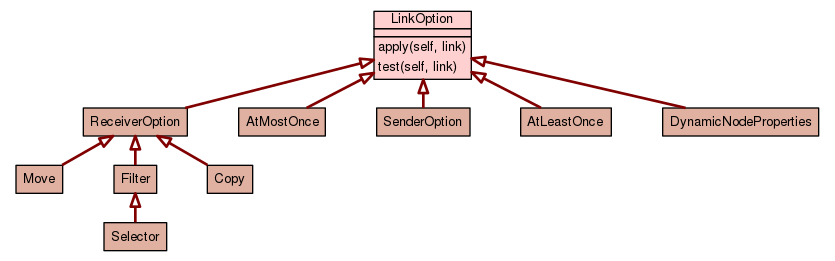 LinkOption
apply(self, link)
test(self, link)
ReceiverOption
AtMostOnce
SenderOption
AtLeastOnce
DynamicNodeProperties
Move
Filter
Copy
Selector